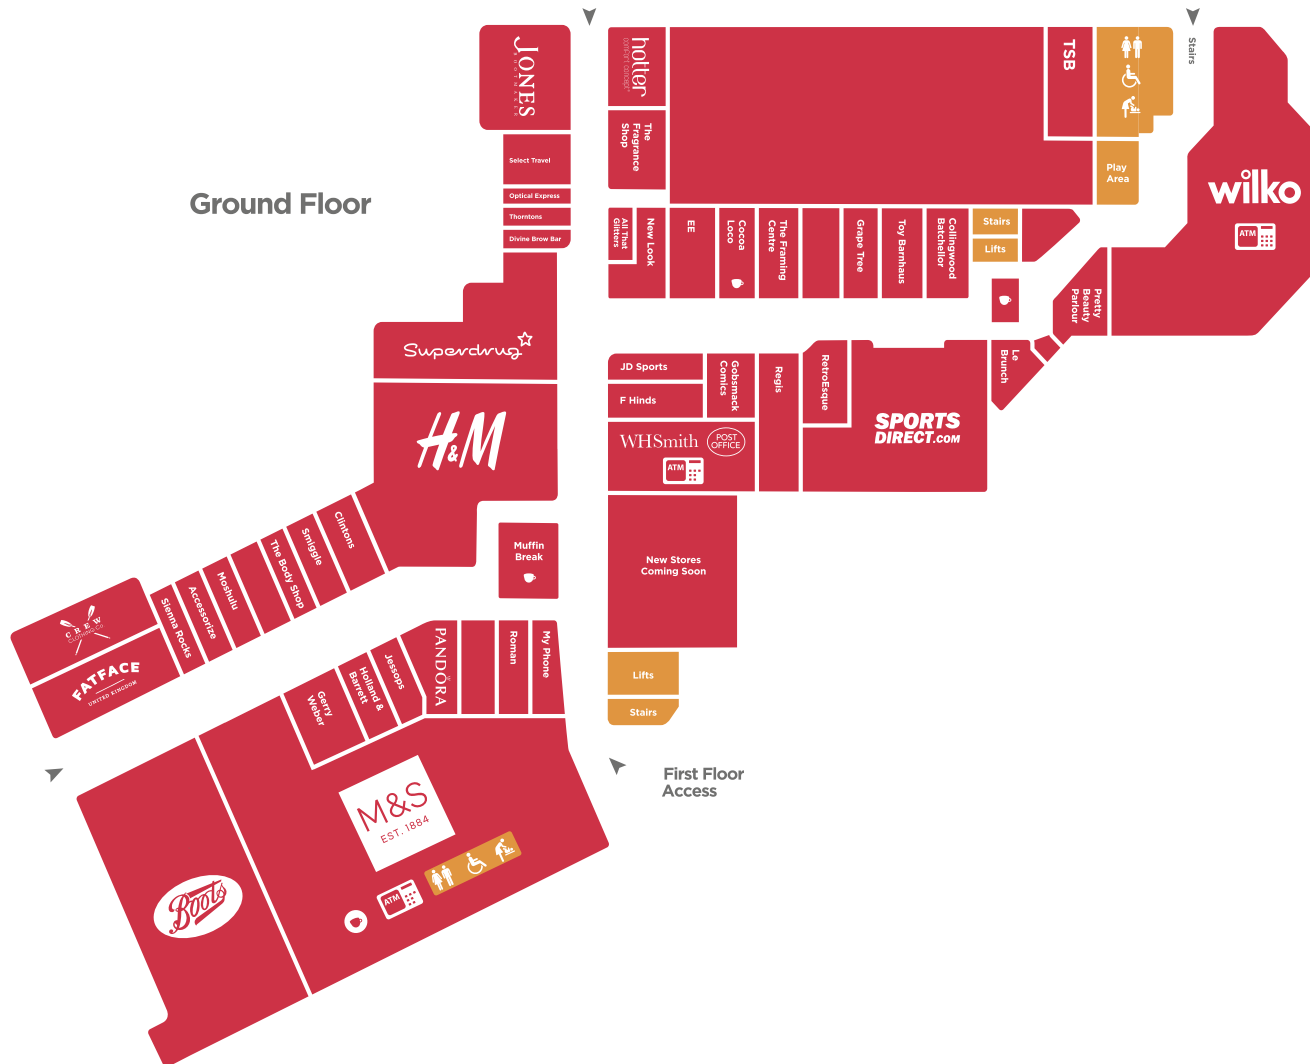 JONES
BOOTMAKER
hotter
comfort concept
TSB
Stairs
Select Travel
The
Fragrance
Shop
Play
Area
wilko
ATM
Ground Floor
Optical Express
Thorntons
Divine Brow Bar
All That
Glitters
New Look
EE
Cocoa
Loco
The Framing
Centre
Grape Tree
Toy Barnhaus
Collingwood
Batchellor
Stairs
Lifts
Pretty
Beauty
Parlour
Superdrug
JD Sports
F Hinds
Gobsmack
Comics
Regis
RetroEsque
SPORTS
DIRECT.COM
Le
Brunch
H&M
WHSmith
POST
OFFICE
ATM
Clintons
Smiggle
The Body Shop
Moshulu
Accessorize
Sienna Rocks
Muffin
Break
New Stores
Coming Soon
CREW
CLOTHING Co
FATFACE
UNITED KINGDOM
Gerry
Weber
Holland &
Barrett
Jessops
PANDORA
Roman
My Phone
Lifts
Stairs
First Floor
Access
M&S
EST. 1884
ATM
Boots